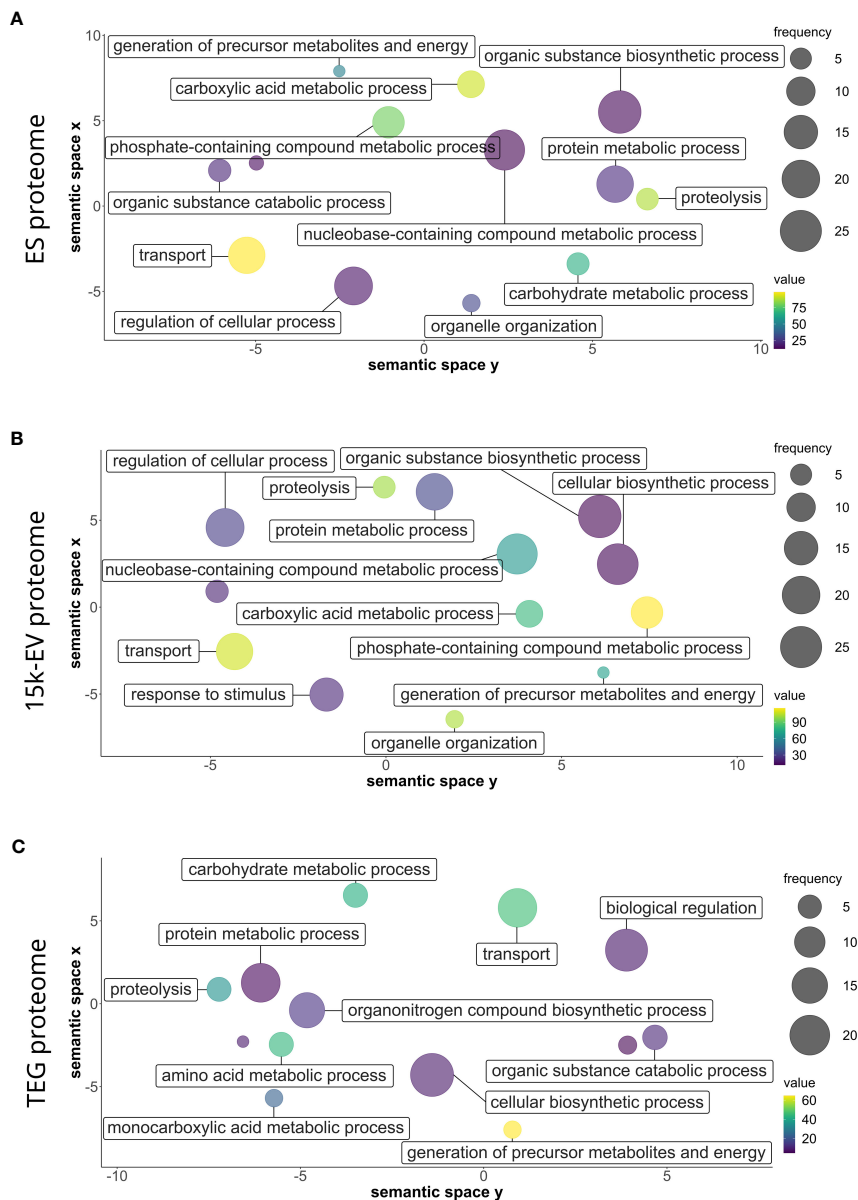 A
ES proteome
semantic space x
10
5
0
-5
generation of precursor metabolites and energy
organic substance biosynthetic process
carboxylic acid metabolic process
phosphate-containing compound metabolic process
protein metabolic process
organic substance catabolic process
proteolysis
nucleobase-containing compound metabolic process
transport
carbohydrate metabolic process
regulation of cellular process
organelle organization
-5
0
5
10
semantic space y
frequency
5
10
15
20
25
value
75
50
25
B
15k-EV proteome
semantic space x
5
0
-5
regulation of cellular process
organic substance biosynthetic process
proteolysis
cellular biosynthetic process
protein metabolic process
nucleobase-containing compound metabolic process
carboxylic acid metabolic process
phosphate-containing compound metabolic process
transport
response to stimulus
generation of precursor metabolites and energy
organelle organization
-5
0
5
10
semantic space y
frequency
5
10
15
20
25
value
90
60
30
C
TEG proteome
semantic space x
5
0
-5
carbohydrate metabolic process
biological regulation
protein metabolic process
transport
proteolysis
organonitrogen compound biosynthetic process
amino acid metabolic process
organic substance catabolic process
cellular biosynthetic process
monocarboxylic acid metabolic process
generation of precursor metabolites and energy
-10
-5
0
5
semantic space y
frequency
5
10
15
20
value
60
40
20